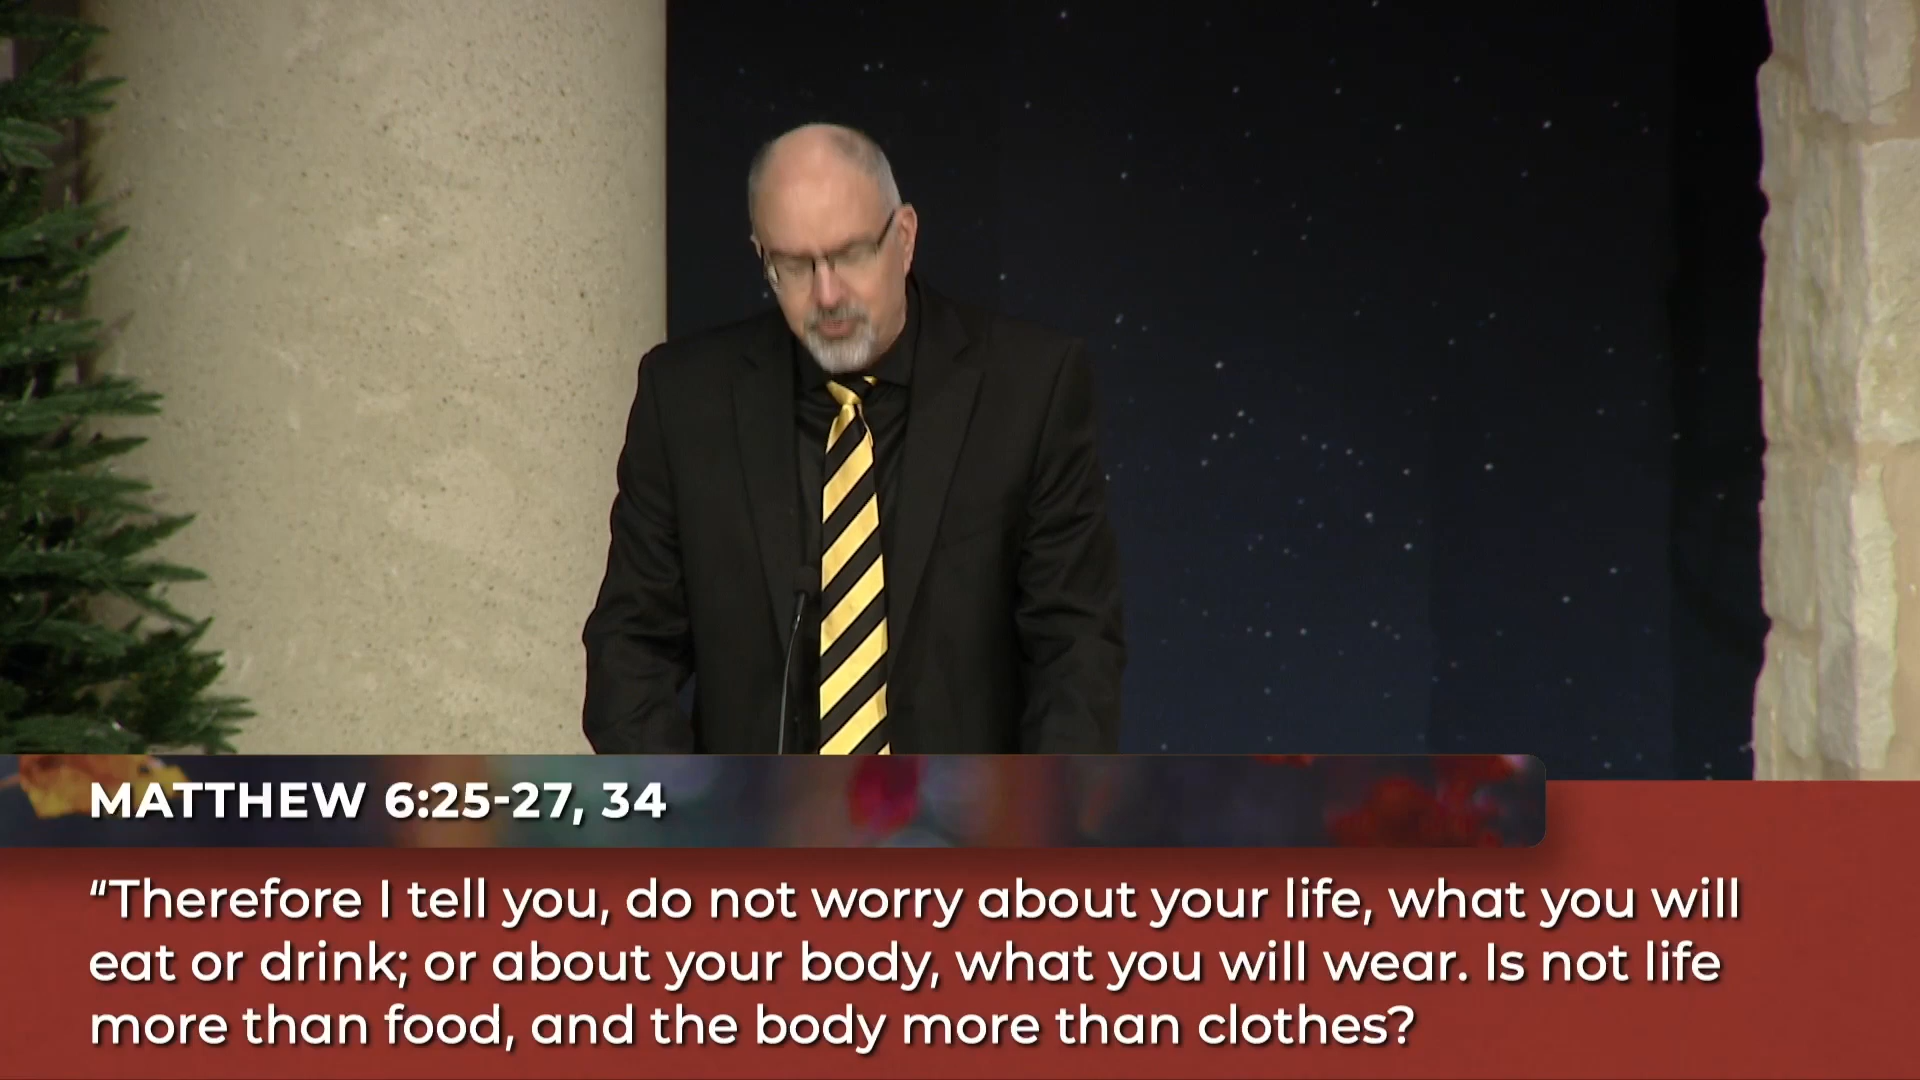 MATTHEW 6:25-27, 34
“Therefore I tell you, do not worry about your life, what you will
eat or drink; or about your body, what you will wear. Is not life
more than food, and the body more than clothes?